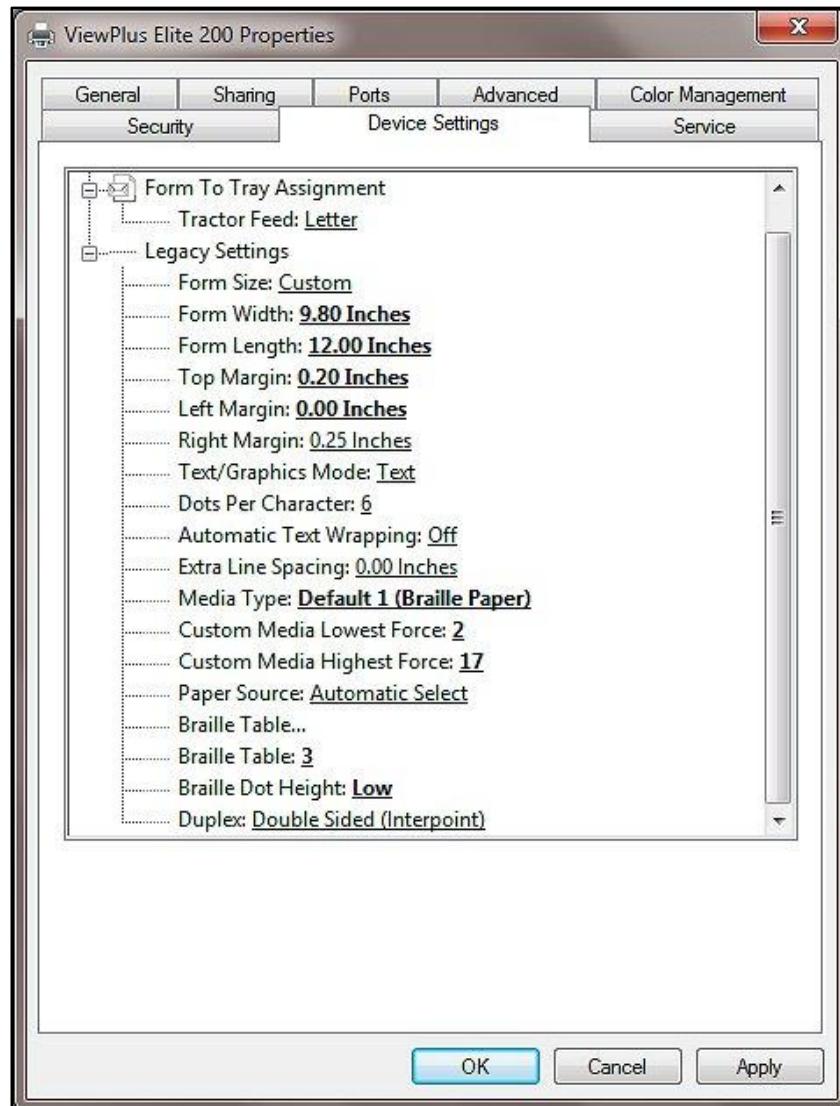 ViewPlus Elite 200 Properties
General Sharing Ports Advanced Color Management
Security Device Settings Service
Form To Tray Assignment
Tractor Feed: Letter
Legacy Settings
Form Size: Custom
Form Width: 9.80 Inches
Form Length: 12.00 Inches
Top Margin: 0.20 Inches
Left Margin: 0.00 Inches
Right Margin: 0.25 Inches
Text/Graphics Mode: Text
Dots Per Character: 6
Automatic Text Wrapping: Off
Extra Line Spacing: 0.00 Inches
Media Type: Default 1 (Braille Paper)
Custom Media Lowest Force: 2
Custom Media Highest Force: 17
Paper Source: Automatic Select
Braille Table...
Braille Table: 3
Braille Dot Height: Low
Duplex: Double Sided (Interpoint)
OK Cancel Apply